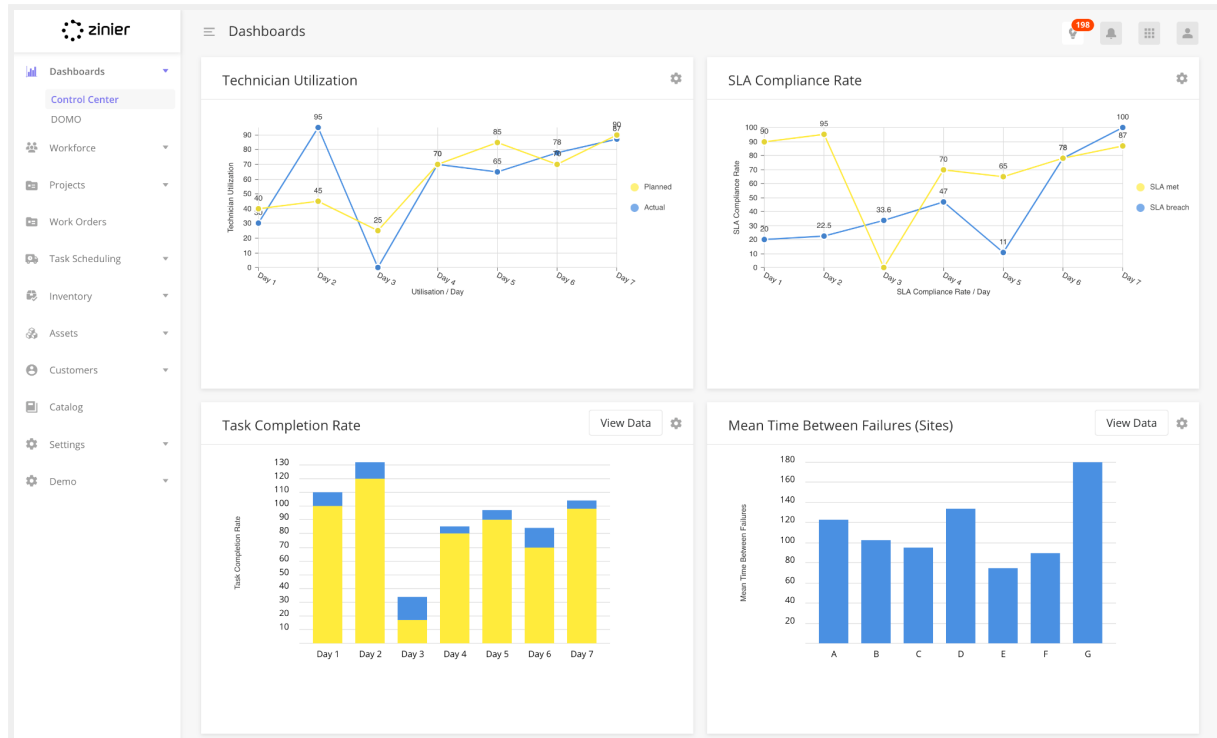 zinier
Dashboards
198
Dashboards
Control Center
DOMO
Workforce
Projects
Work Orders
Task Scheduling
Inventory
Assets
Customers
Catalog
Settings
Demo
Technician Utilization
95
90
80
70
60
50
40
30
20
10
0
Technician Utilization
40
45
25
70
85
65
78
90
87
Day 1
Day 2
Day 3
Day 4
Day 5
Day 6
Day 7
Utilisation / Day
Planned
Actual
SLA Compliance Rate
100
90
80
70
60
50
40
30
20
10
0
SLA Compliance Rate
90
95
20
22.5
33.6
70
47
65
11
78
100
87
Day 1
Day 2
Day 3
Day 4
Day 5
Day 6
Day 7
SLA Compliance Rate / Day
SLA met
SLA breach
Task Completion Rate
View Data
130
120
110
100
90
80
70
60
50
40
30
20
10
Task Completion Rate
Day 1 Day 2 Day 3 Day 4 Day 5 Day 6 Day 7
Mean Time Between Failures (Sites)
View Data
180
160
140
120
100
80
60
40
20
Mean Time Between Failures
A B C D E F G